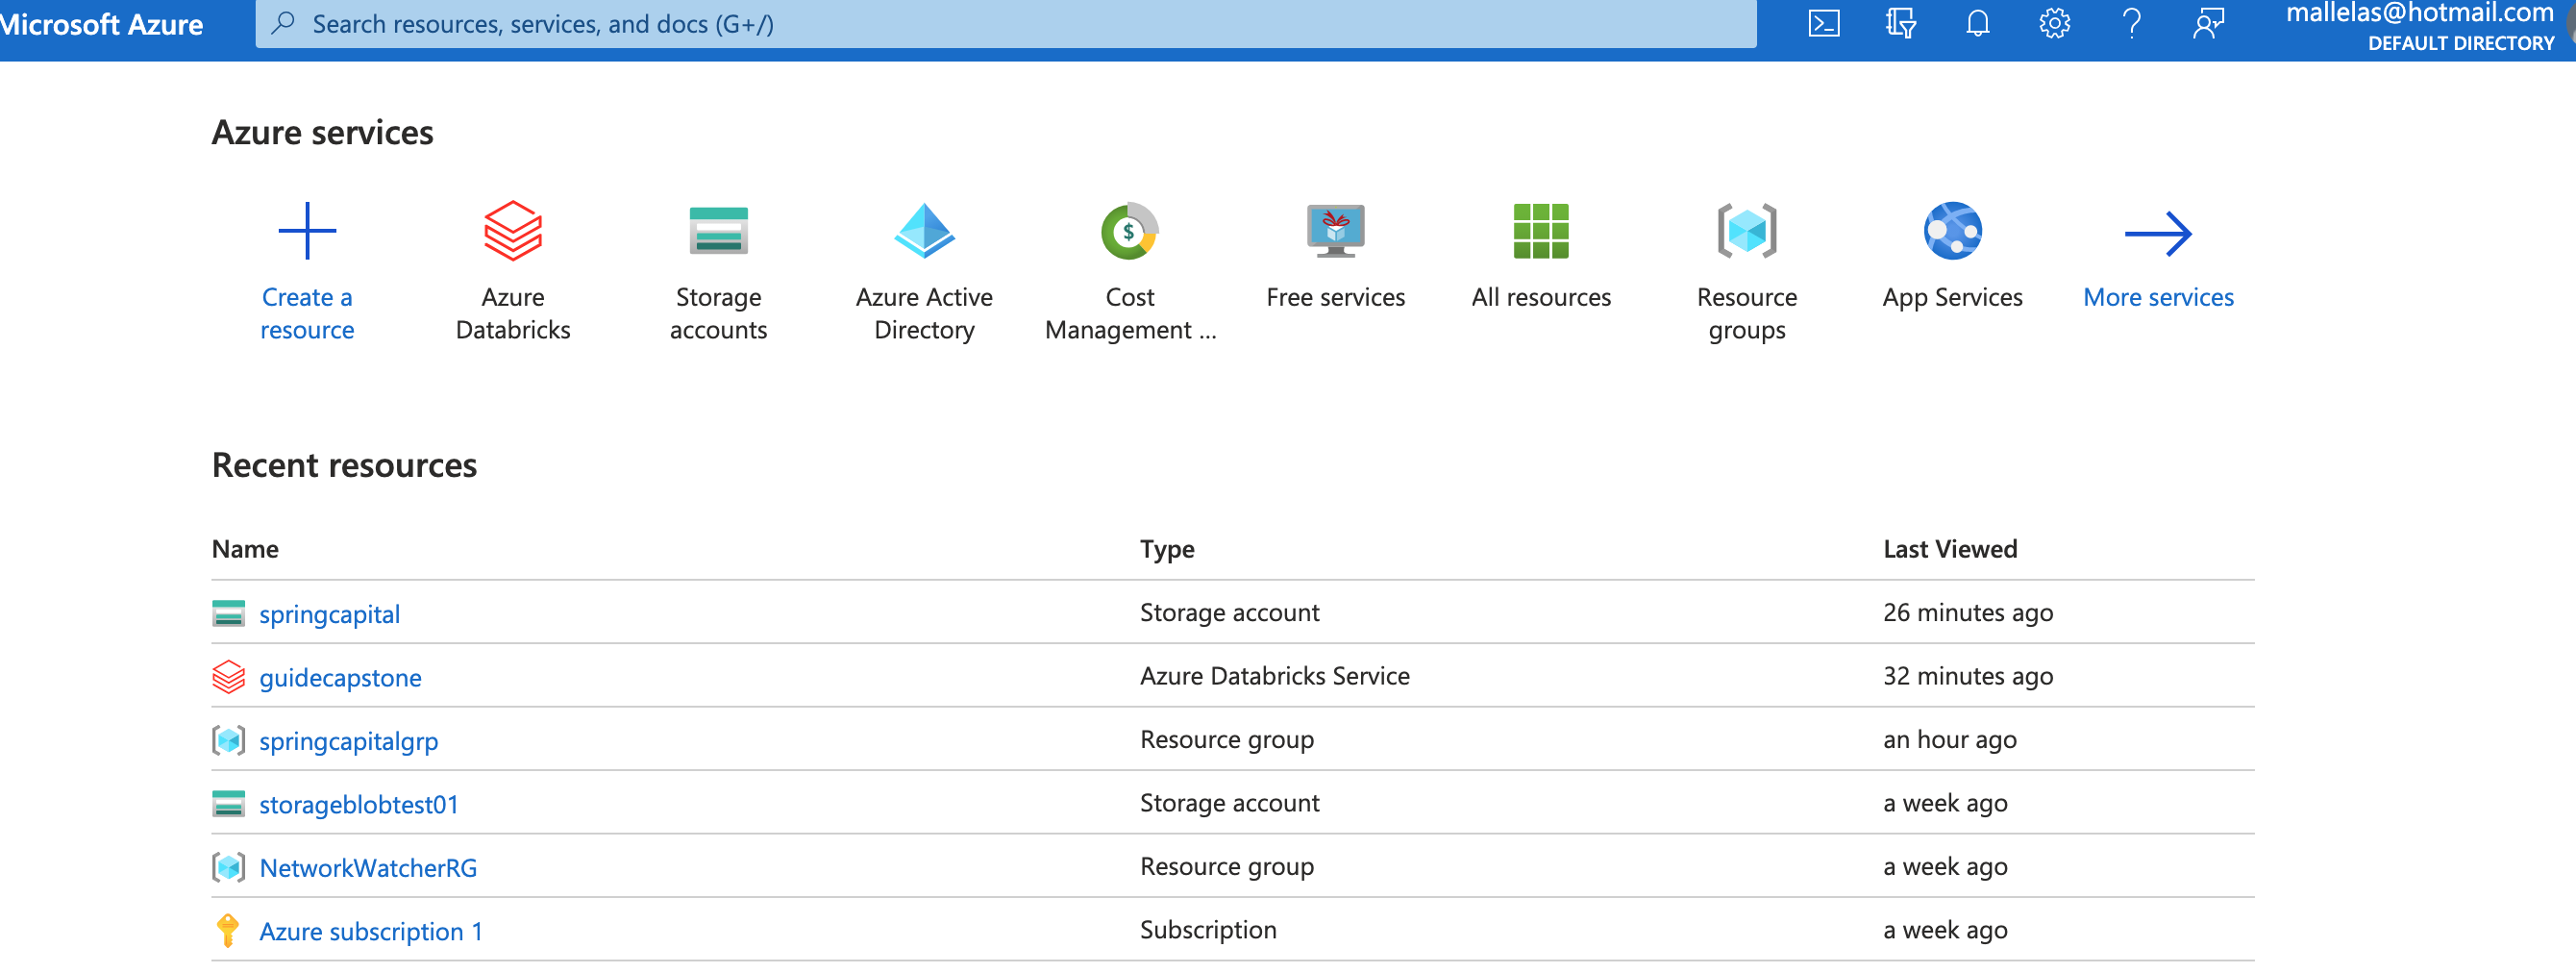 Microsoft Azure
Search resources, services, and docs (G+/)
mallelas@hotmail.com
DEFAULT DIRECTORY
Azure services
Create a
resource
Azure
Databricks
Storage
accounts
Azure Active
Directory
Cost
Management ...
Free services
All resources
Resource
groups
App Services
More services
Recent resources
Name Type Last Viewed
springcapital Storage account 26 minutes ago
guidecapstone Azure Databricks Service 32 minutes ago
springcapitalgrp Resource group an hour ago
storageblobtest01 Storage account a week ago
NetworkWatcherRG Resource group a week ago
Azure subscription 1 Subscription a week ago